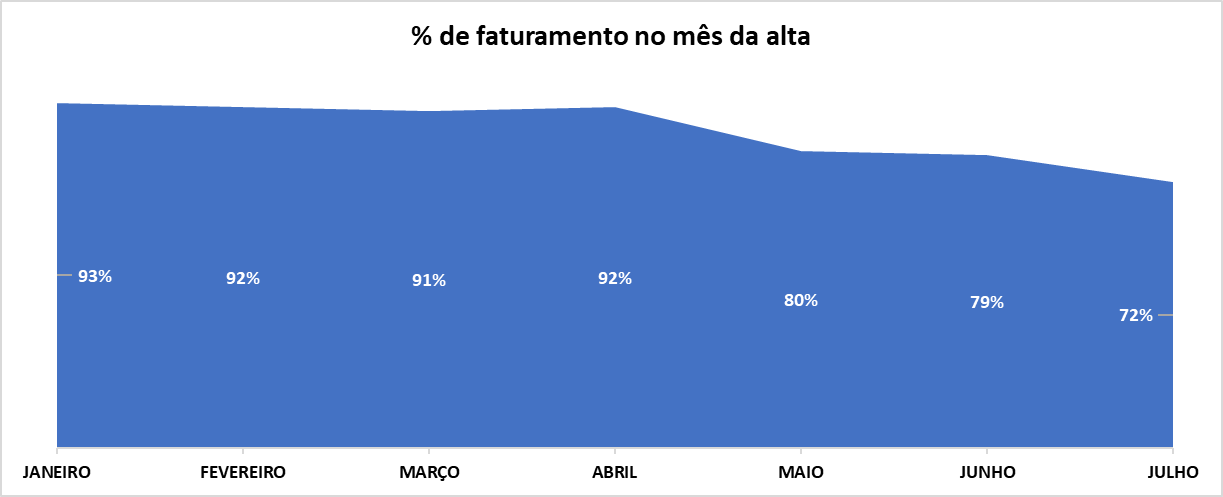 % de faturamento no mês da alta
93%
92%
91%
92%
80%
79%
72%
JANEIRO
FEVEREIRO
MARÇO
ABRIL
MAIO
JUNHO
JULHO